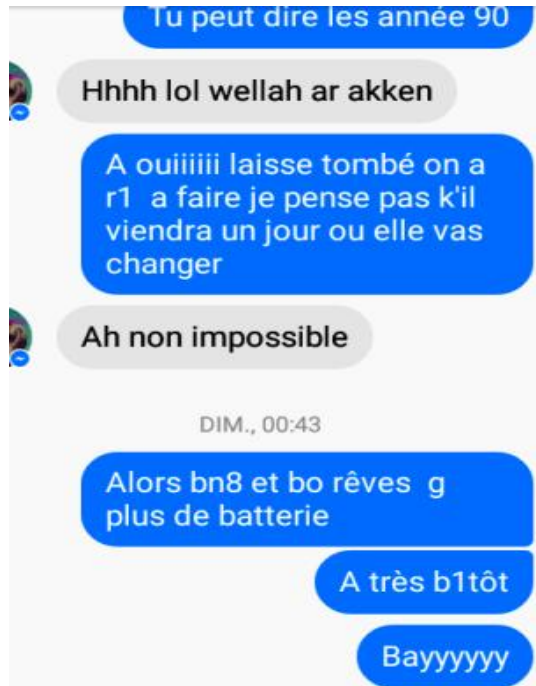 Tu peut dire les année 90
Hhhh lol wellah ar akken
A ouiiiiii laisse tombé on a
r1 a faire je pense pas k'il
viendra un jour ou elle vas
changer
Ah non impossible
DIM., 00:43
Alors bn8 et bo rêves g
plus de batterie
A très b1tôt
Bayyyyyy